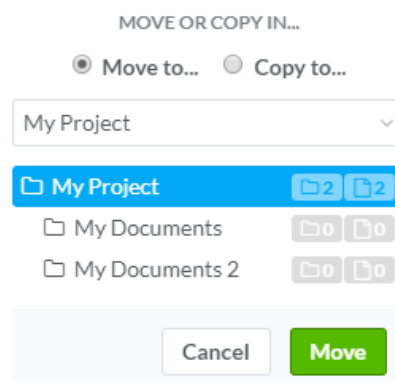 MOVE OR COPY IN...
Move to... Copy to...
My Project
My Project 2 2
My Documents 0 0
My Documents 2 0 0
Cancel Move